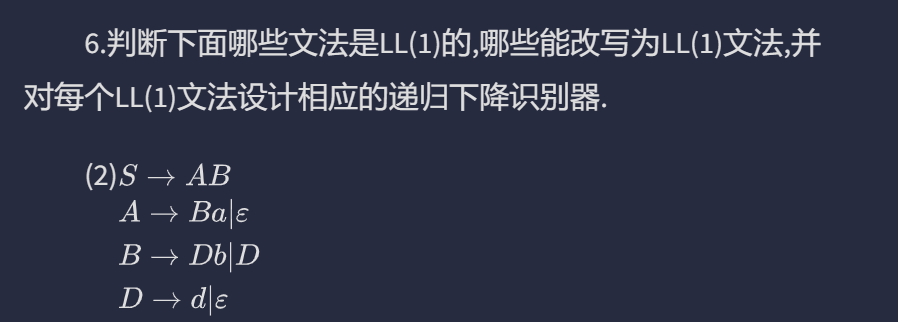 6.判断下面哪些文法是LL(1)的,哪些能改写为LL(1)文法,并
对每个LL(1)文法设计相应的递归下降识别器.
(2)S → AB
A → Ba|ε
B → Db|D
D → d|ε